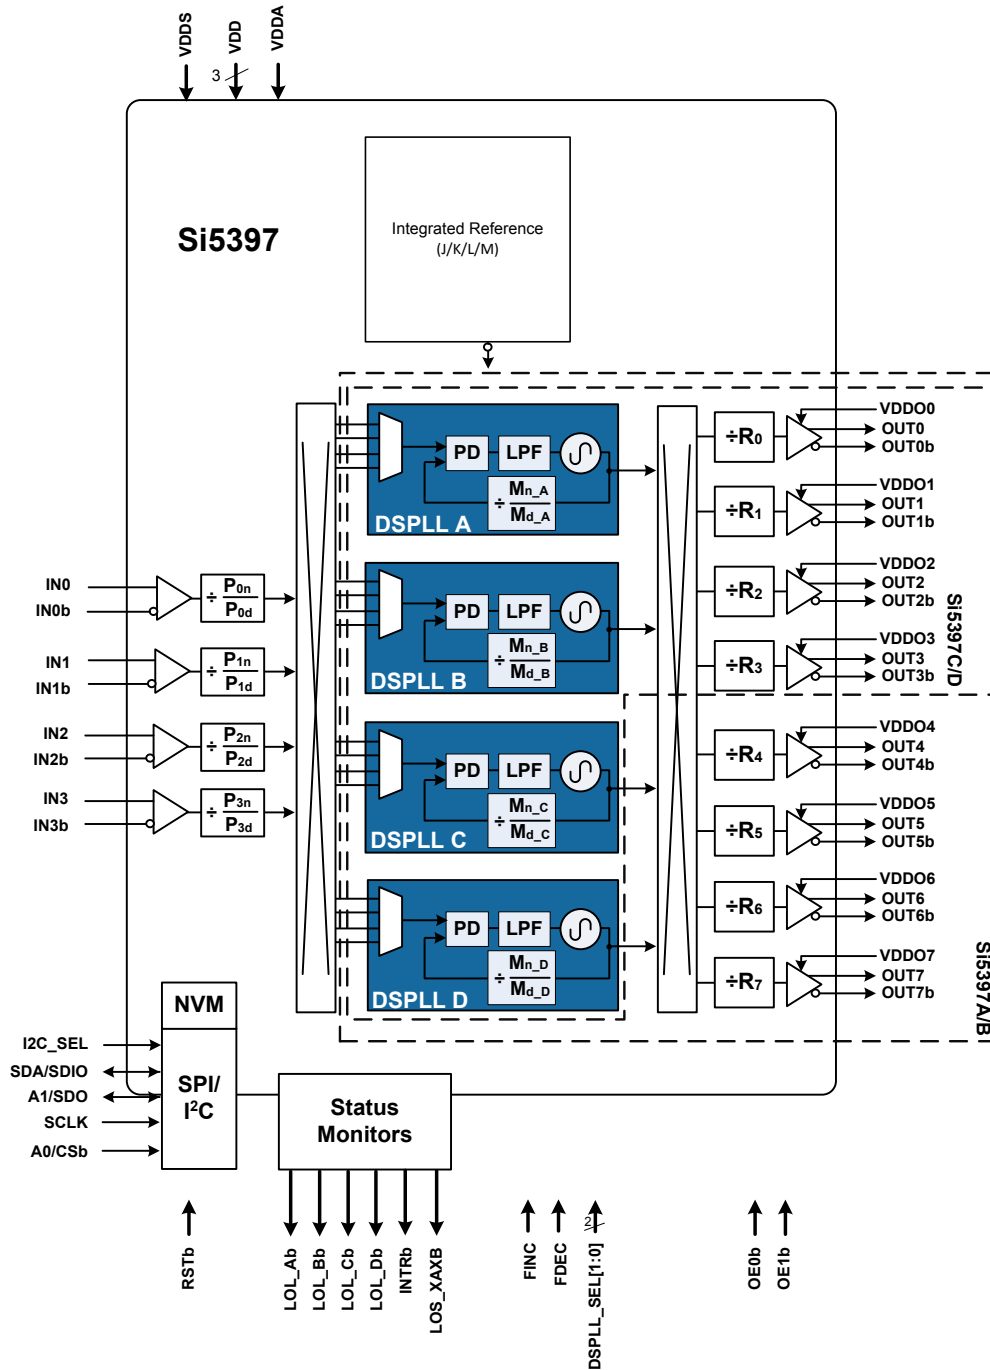 VDDS
VDD
VDDA
3
Si5397
Integrated Reference
(J/K/L/M)
IN0
IN0b
÷ P0n
P0d
IN1
IN1b
÷ P1n
P1d
IN2
IN2b
÷ P2n
P2d
IN3
IN3b
÷ P3n
P3d
PD
LPF
÷ Mn_A
Md_A
DSPLL A
PD
LPF
÷ Mn_B
Md_B
DSPLL B
PD
LPF
÷ Mn_C
Md_C
DSPLL C
PD
LPF
÷ Mn_D
Md_D
DSPLL D
÷R0
VDDO0
OUT0
OUT0b
÷R1
VDDO1
OUT1
OUT1b
÷R2
VDDO2
OUT2
OUT2b
÷R3
VDDO3
OUT3
OUT3b
Si5397C/D
÷R4
VDDO4
OUT4
OUT4b
÷R5
VDDO5
OUT5
OUT5b
÷R6
VDDO6
OUT6
OUT6b
÷R7
VDDO7
OUT7
OUT7b
Si5397A/B
NVM
SPI/
I²C
I2C_SEL
SDA/SDIO
A1/SDO
SCLK
A0/CSb
Status
Monitors
RSTb
LOL_Ab
LOL_Bb
LOL_Cb
LOL_Db
INTRb
LOS_XAXB
FINC
FDEC
2
DSPLL_SEL[1:0]
OE0b
OE1b